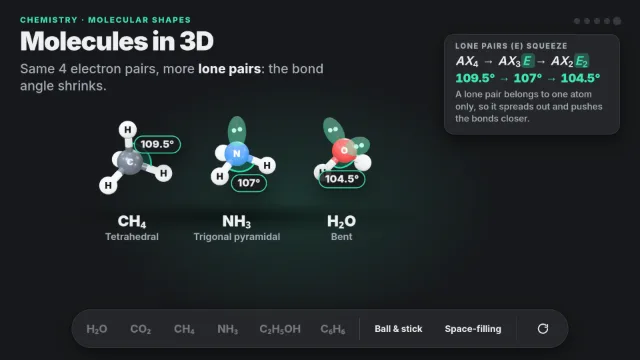 CHEMISTRY · MOLECULAR SHAPES
Molecules in 3D
Same 4 electron pairs, more lone pairs: the bond
angle shrinks.
LONE PAIRS (E) SQUEEZE
AX₄ → AX₃E → AX₂E₂
109.5° → 107° → 104.5°
A lone pair belongs to one atom
only, so it spreads out and pushes
the bonds closer.
H
109.5°
C
H
H
N
H
H
107°
O
H
104.5°
CH₄
Tetrahedral
NH₃
Trigonal pyramidal
H₂O
Bent
H₂O CO₂ CH₄ NH₃ C₂H₅OH C₆H₆ Ball & stick Space-filling